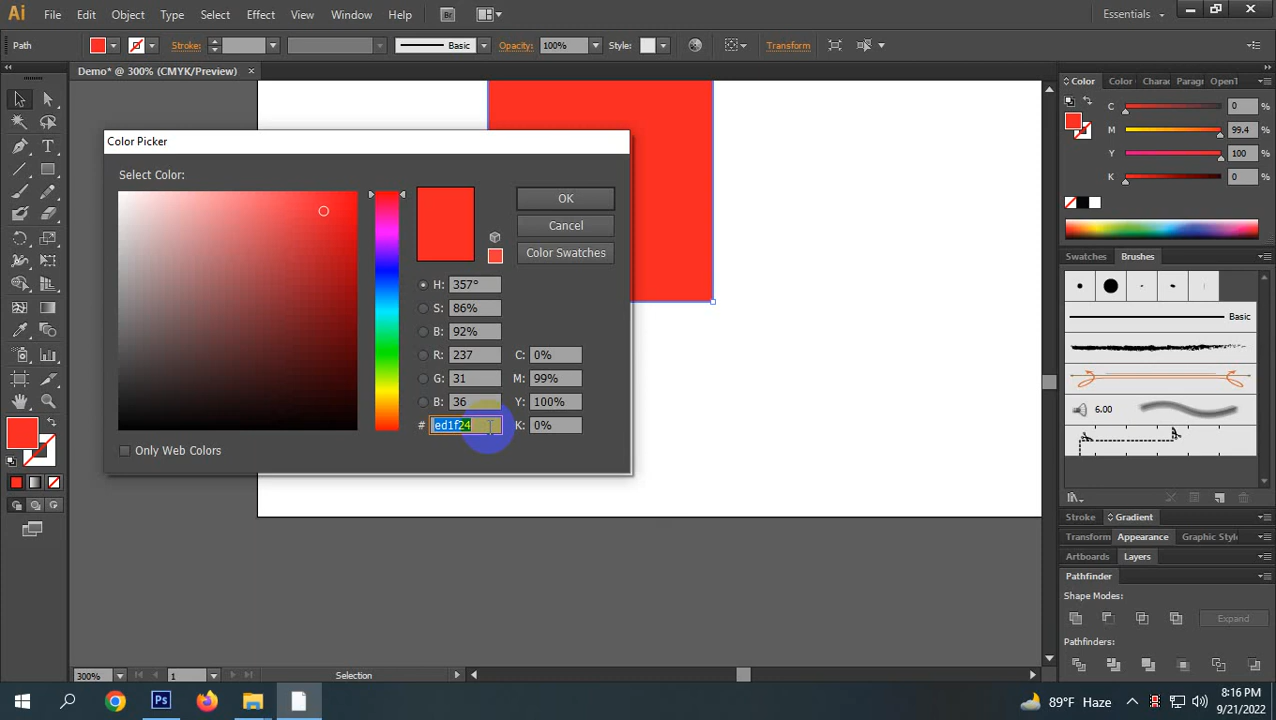 Ai File Edit Object Type Select Effect View Window Help Br Essentials
Path Stroke: Basic Opacity: 100% Style: Transform
Demo* @ 300% (CMYK/Preview) ×
Color Color Charac Paragr OpenT
C 0 %
M 99.4 %
Y 100 %
K 0 %
Color Picker
Select Color:
OK
Cancel
Color Swatches
H: 357°
S: 86%
B: 92%
R: 237 C: 0%
G: 31 M: 99%
B: 36 Y: 100%
# ed1f24 K: 0%
Only Web Colors
Swatches Brushes
Basic
6.00
Stroke Gradient
Transform Appearance Graphic Style
Artboards Layers
Pathfinder
Shape Modes:
Expand
Pathfinders:
300% 1 Selection
Ps 89°F Haze 8:16 PM
9/21/2022